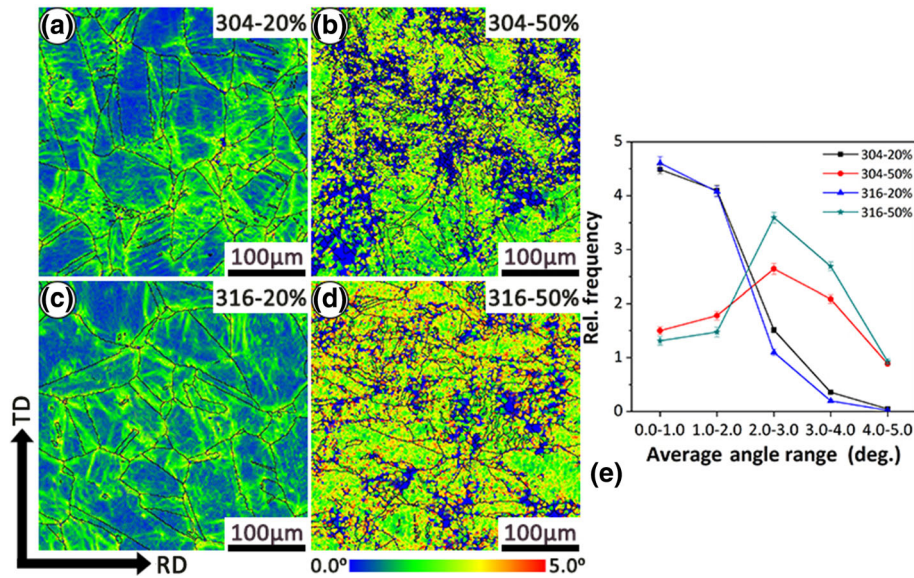 (a) 304-20%
100μm
(b) 304-50%
100μm
(c) 316-20%
100μm
(d) 316-50%
100μm
TD
RD
0.0º 5.0º
(e)
5
4
3
2
1
0
Rel. frequency
304-20%
304-50%
316-20%
316-50%
0.0-1.0 1.0-2.0 2.0-3.0 3.0-4.0 4.0-5.0
Average angle range (deg.)